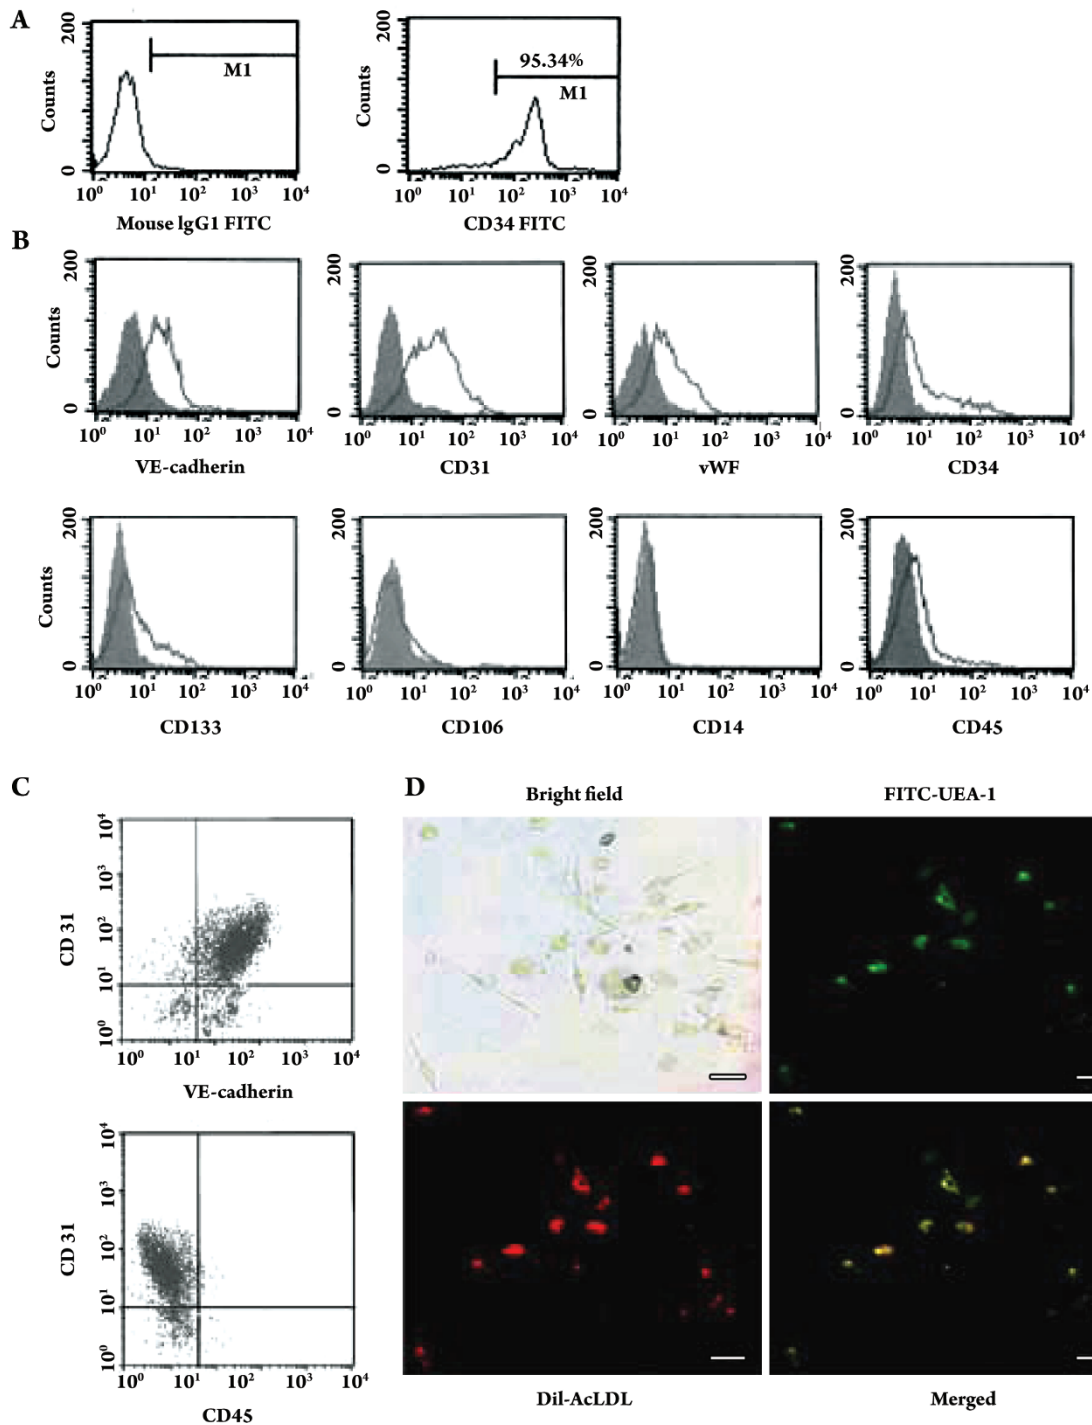 A
200
Counts
0
M1
10⁰ 10¹ 10² 10³ 10⁴
Mouse lgG1 FITC
200
Counts
0
95.34%
M1
10⁰ 10¹ 10² 10³ 10⁴
CD34 FITC
B
200
Counts
0
10⁰ 10¹ 10² 10³ 10⁴
VE-cadherin
200
0
10⁰ 10¹ 10² 10³ 10⁴
CD31
200
0
10⁰ 10¹ 10² 10³ 10⁴
vWF
200
0
10⁰ 10¹ 10² 10³ 10⁴
CD34
200
Counts
0
10⁰ 10¹ 10² 10³ 10⁴
CD133
200
0
10⁰ 10¹ 10² 10³ 10⁴
CD106
200
0
10⁰ 10¹ 10² 10³ 10⁴
CD14
200
0
10⁰ 10¹ 10² 10³ 10⁴
CD45
C
CD 31
10⁴
10³
10²
10¹
10⁰
10⁰ 10¹ 10² 10³ 10⁴
VE-cadherin
CD 31
10⁴
10³
10²
10¹
10⁰
10⁰ 10¹ 10² 10³ 10⁴
CD45
D
Bright field
FITC-UEA-1
Dil-AcLDL
Merged